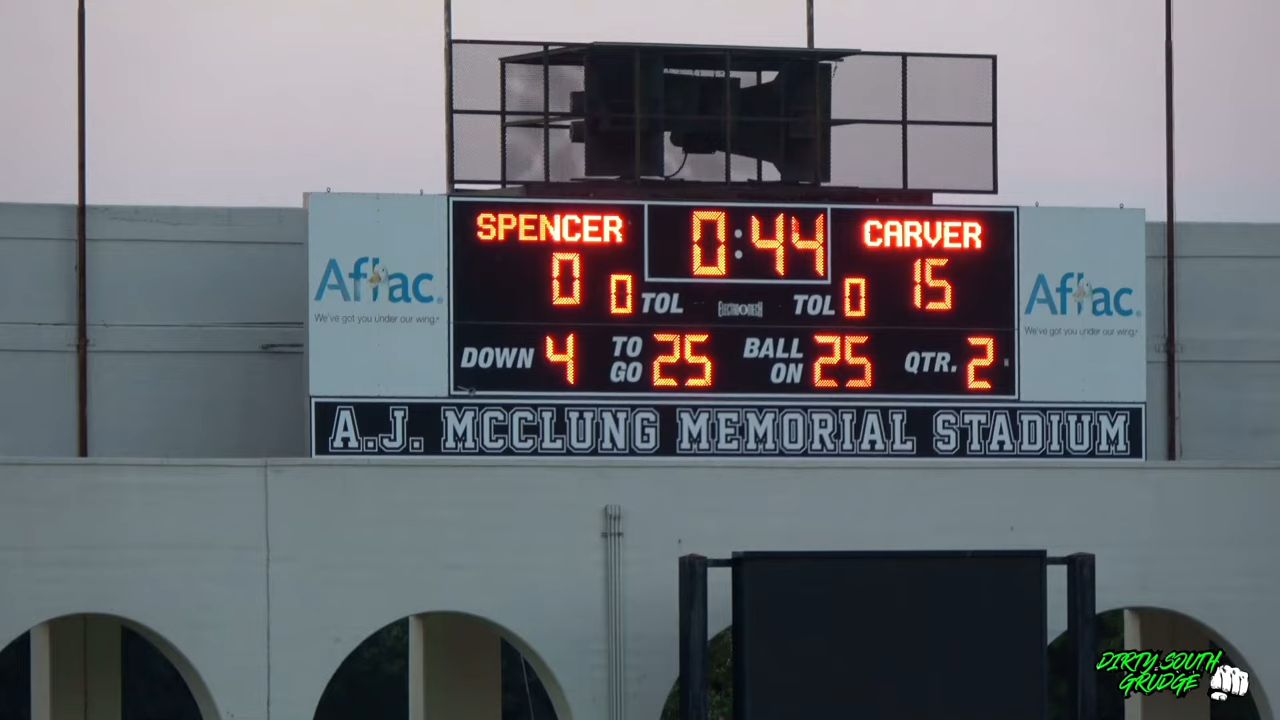 SPENCER 0:44 CARVER
0 0 TOL ELECTRO-MECH TOL 0 15
DOWN 4 TO GO 25 BALL ON 25 QTR. 2
Aflac.
We've got you under our wing.®
Aflac.
We've got you under our wing.®
A.J. MCCLUNG MEMORIAL STADIUM
DIRTY SOUTH
GRUDGE